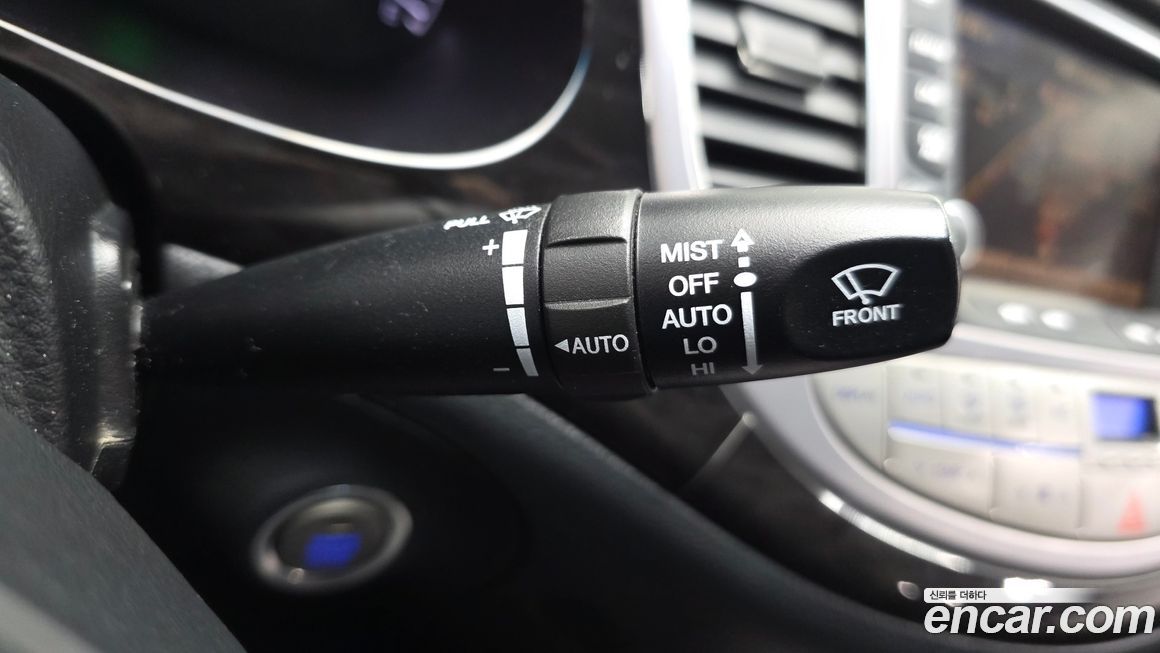 PULL
+
MIST
OFF
AUTO
LO
HI
◄AUTO
−
FRONT
신뢰를 더하다
encar.com